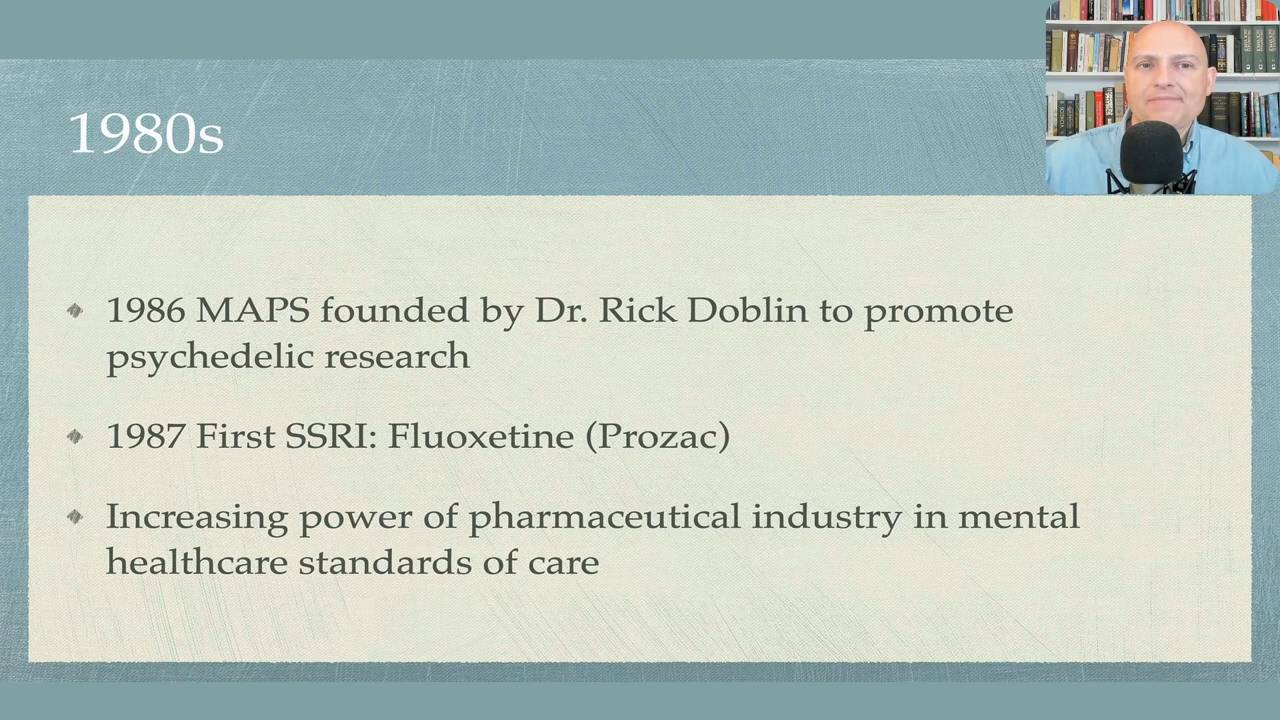 1980s
1986 MAPS founded by Dr. Rick Doblin to promote
psychedelic research
1987 First SSRI: Fluoxetine (Prozac)
Increasing power of pharmaceutical industry in mental
healthcare standards of care